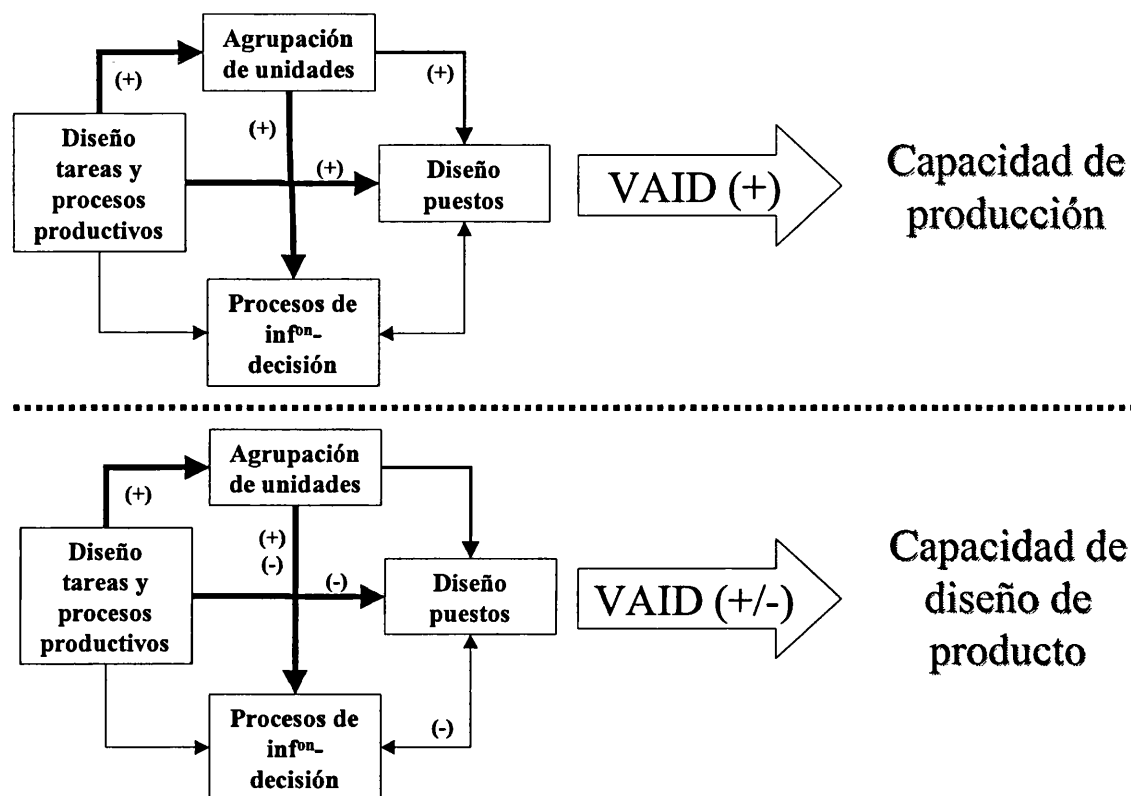 Agrupación
de unidades
(+)
(+)
(+)
Diseño
tareas y
procesos
productivos
(+)
Diseño
puestos
VAID (+)
Capacidad de
producción
Procesos de
infᵒⁿ-
decisión
Agrupación
de unidades
(+)
(+)
(-)
Diseño
tareas y
procesos
productivos
(-)
Diseño
puestos
VAID (+/-)
Capacidad de
diseño de
producto
Procesos de
infᵒⁿ-
decisión
(-)